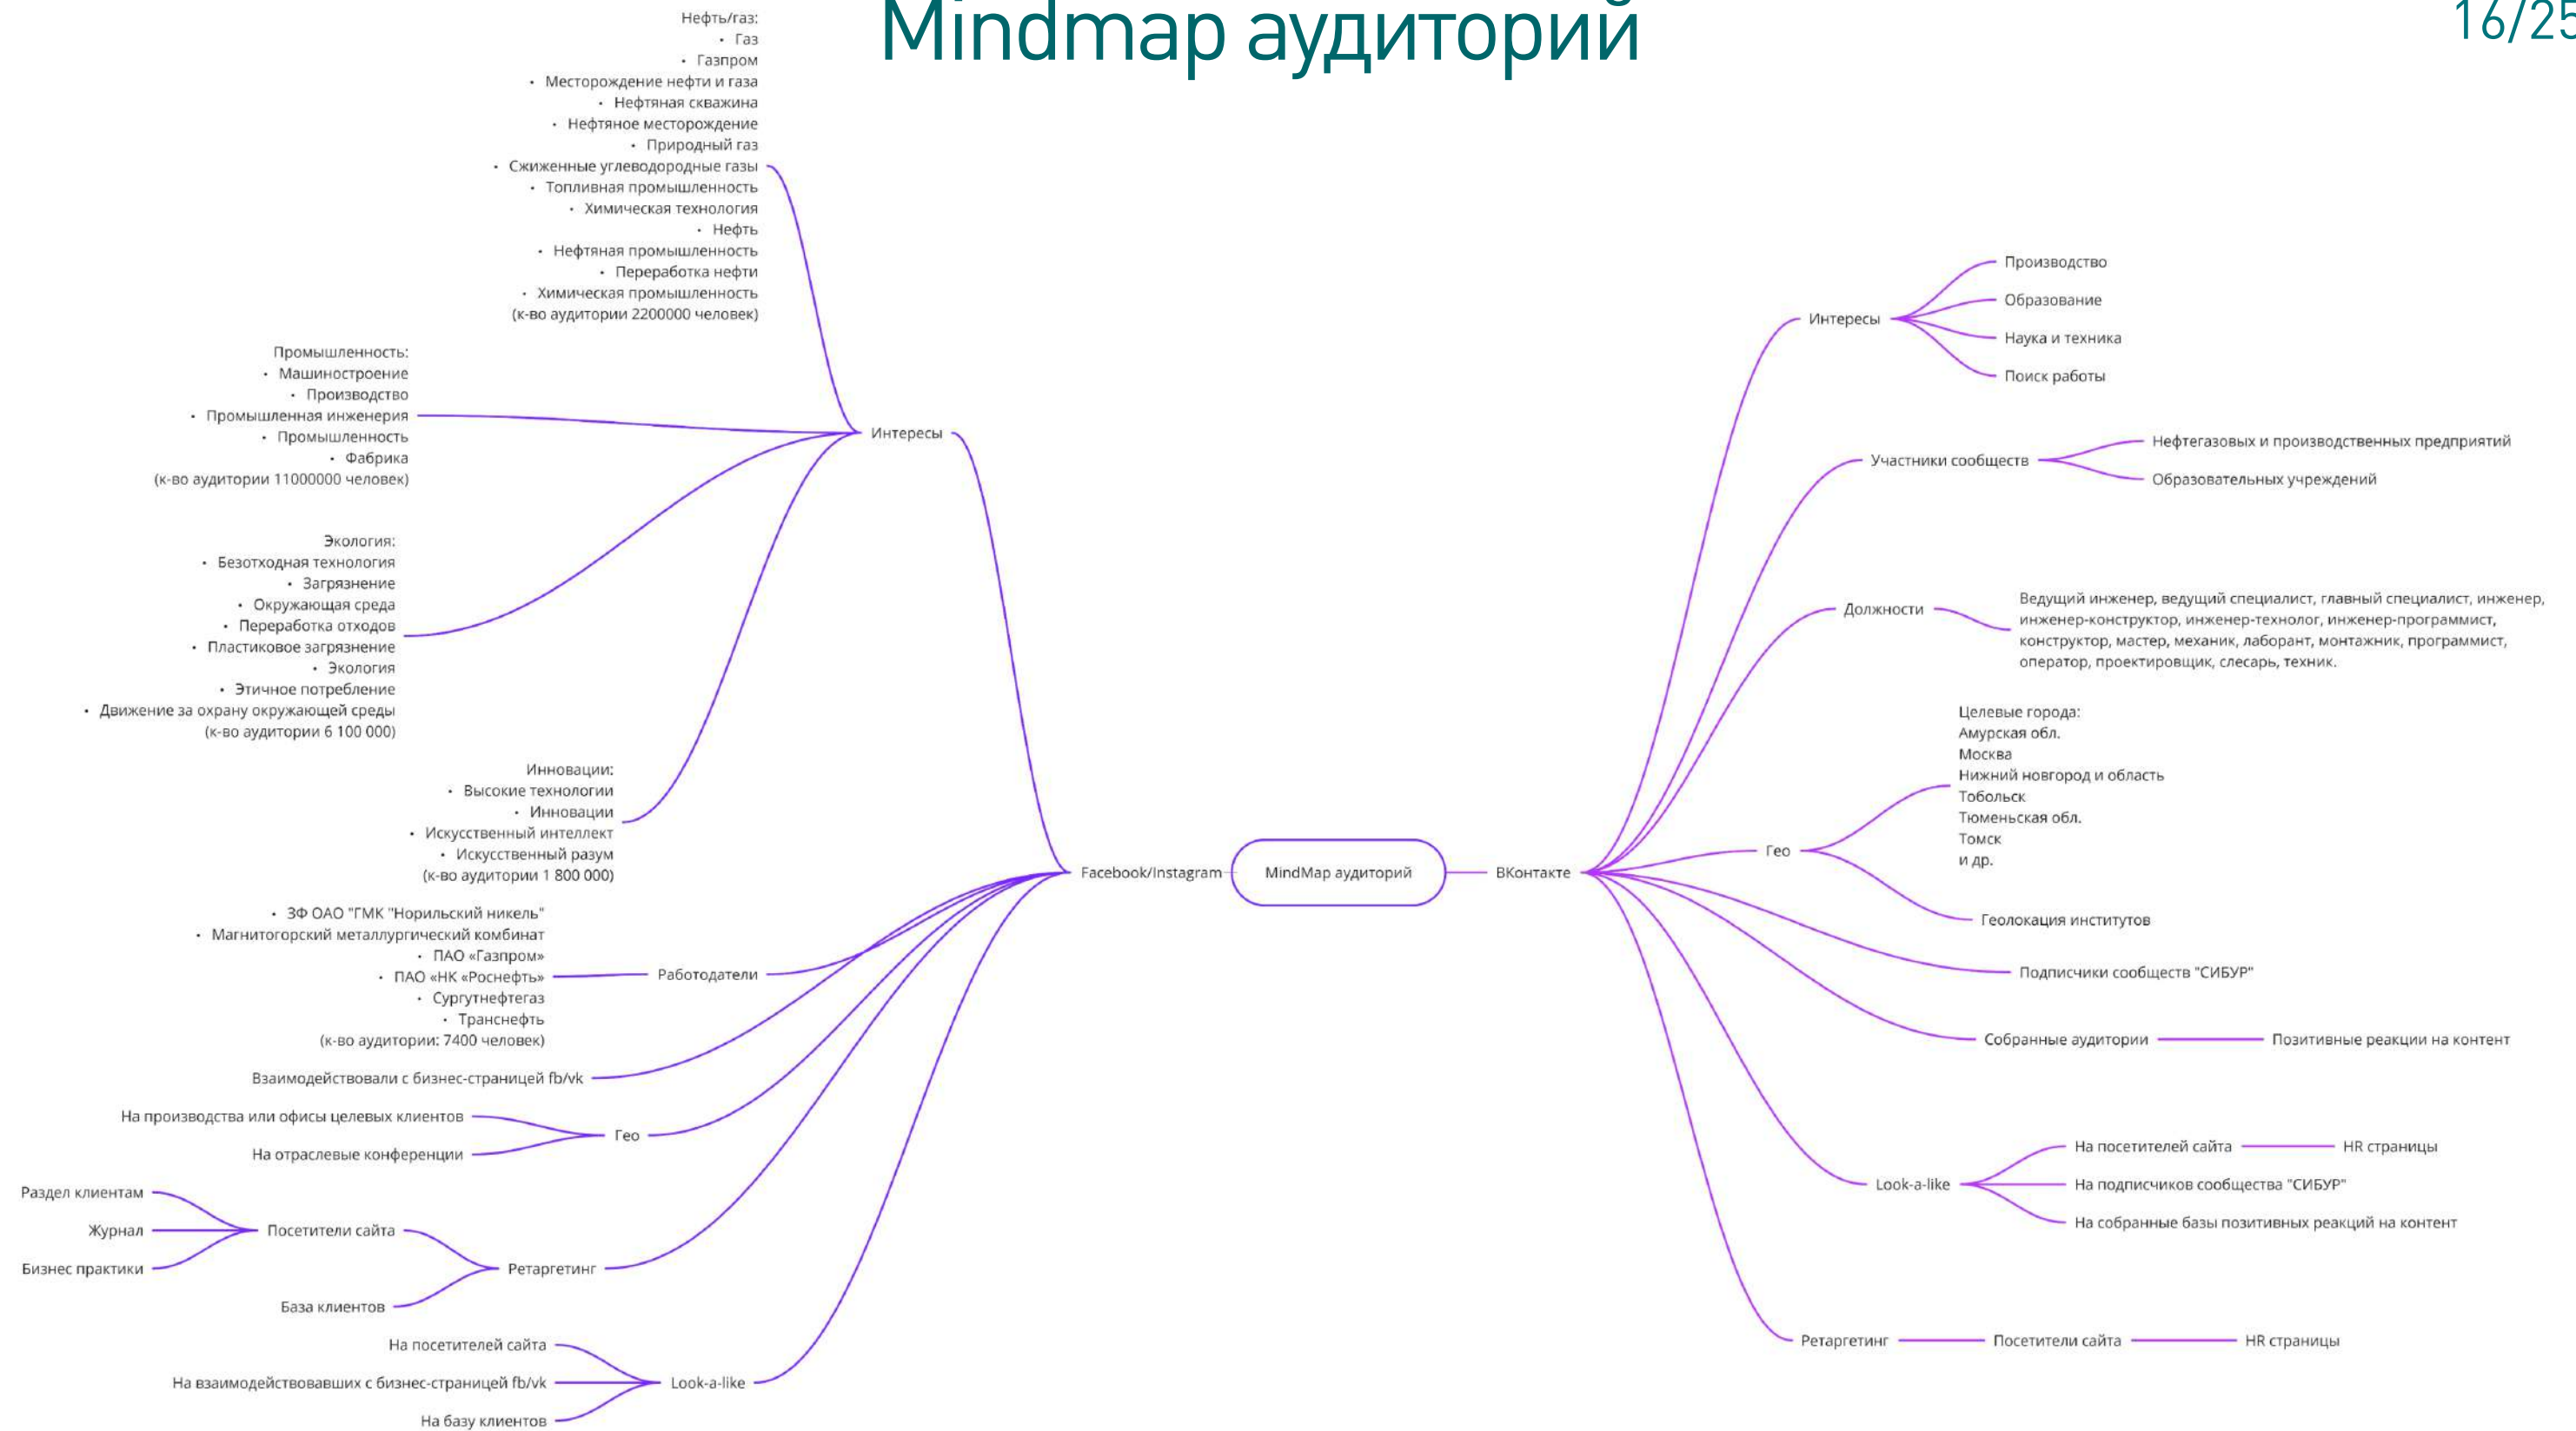 Mindmap аудиторий
16/25
Нефть/газ:
• Газ
• Газпром
• Месторождение нефти и газа
• Нефтяная скважина
• Нефтяное месторождение
• Природный газ
• Сжиженные углеводородные газы
• Топливная промышленность
• Химическая технология
• Нефть
• Нефтяная промышленность
• Переработка нефти
• Химическая промышленность
(к-во аудитории 2200000 человек)
Промышленность:
• Машиностроение
• Производство
• Промышленная инженерия
• Промышленность
• Фабрика
(к-во аудитории 11000000 человек)
Экология:
• Безотходная технология
• Загрязнение
• Окружающая среда
• Переработка отходов
• Пластиковое загрязнение
• Экология
• Этичное потребление
• Движение за охрану окружающей среды
(к-во аудитории 6 100 000)
Инновации:
• Высокие технологии
• Инновации
• Искусственный интеллект
• Искусственный разум
(к-во аудитории 1 800 000)
Интересы
• ЗФ ОАО "ГМК "Норильский никель"
• Магнитогорский металлургический комбинат
• ПАО «Газпром»
• ПАО «НК «Роснефть»
• Сургутнефтегаз
• Транснефть
(к-во аудитории: 7400 человек)
Работодатели
Взаимодействовали с бизнес-страницей fb/vk
На производства или офисы целевых клиентов
На отраслевые конференции
Гео
Раздел клиентам
Журнал
Бизнес практики
Посетители сайта
База клиентов
Ретаргетинг
На посетителей сайта
На взаимодействовавших с бизнес-страницей fb/vk
На базу клиентов
Look-a-like
Facebook/Instagram
MindMap аудиторий
ВКонтакте
Интересы
Производство
Образование
Наука и техника
Поиск работы
Участники сообществ
Нефтегазовых и производственных предприятий
Образовательных учреждений
Должности
Ведущий инженер, ведущий специалист, главный специалист, инженер,
инженер-конструктор, инженер-технолог, инженер-программист,
конструктор, мастер, механик, лаборант, монтажник, программист,
оператор, проектировщик, слесарь, техник.
Гео
Целевые города:
Амурская обл.
Москва
Нижний новгород и область
Тобольск
Тюменьская обл.
Томск
и др.
Геолокация институтов
Подписчики сообществ "СИБУР"
Собранные аудитории
Позитивные реакции на контент
Look-a-like
На посетителей сайта
HR страницы
На подписчиков сообщества "СИБУР"
На собранные базы позитивных реакций на контент
Ретаргетинг
Посетители сайта
HR страницы